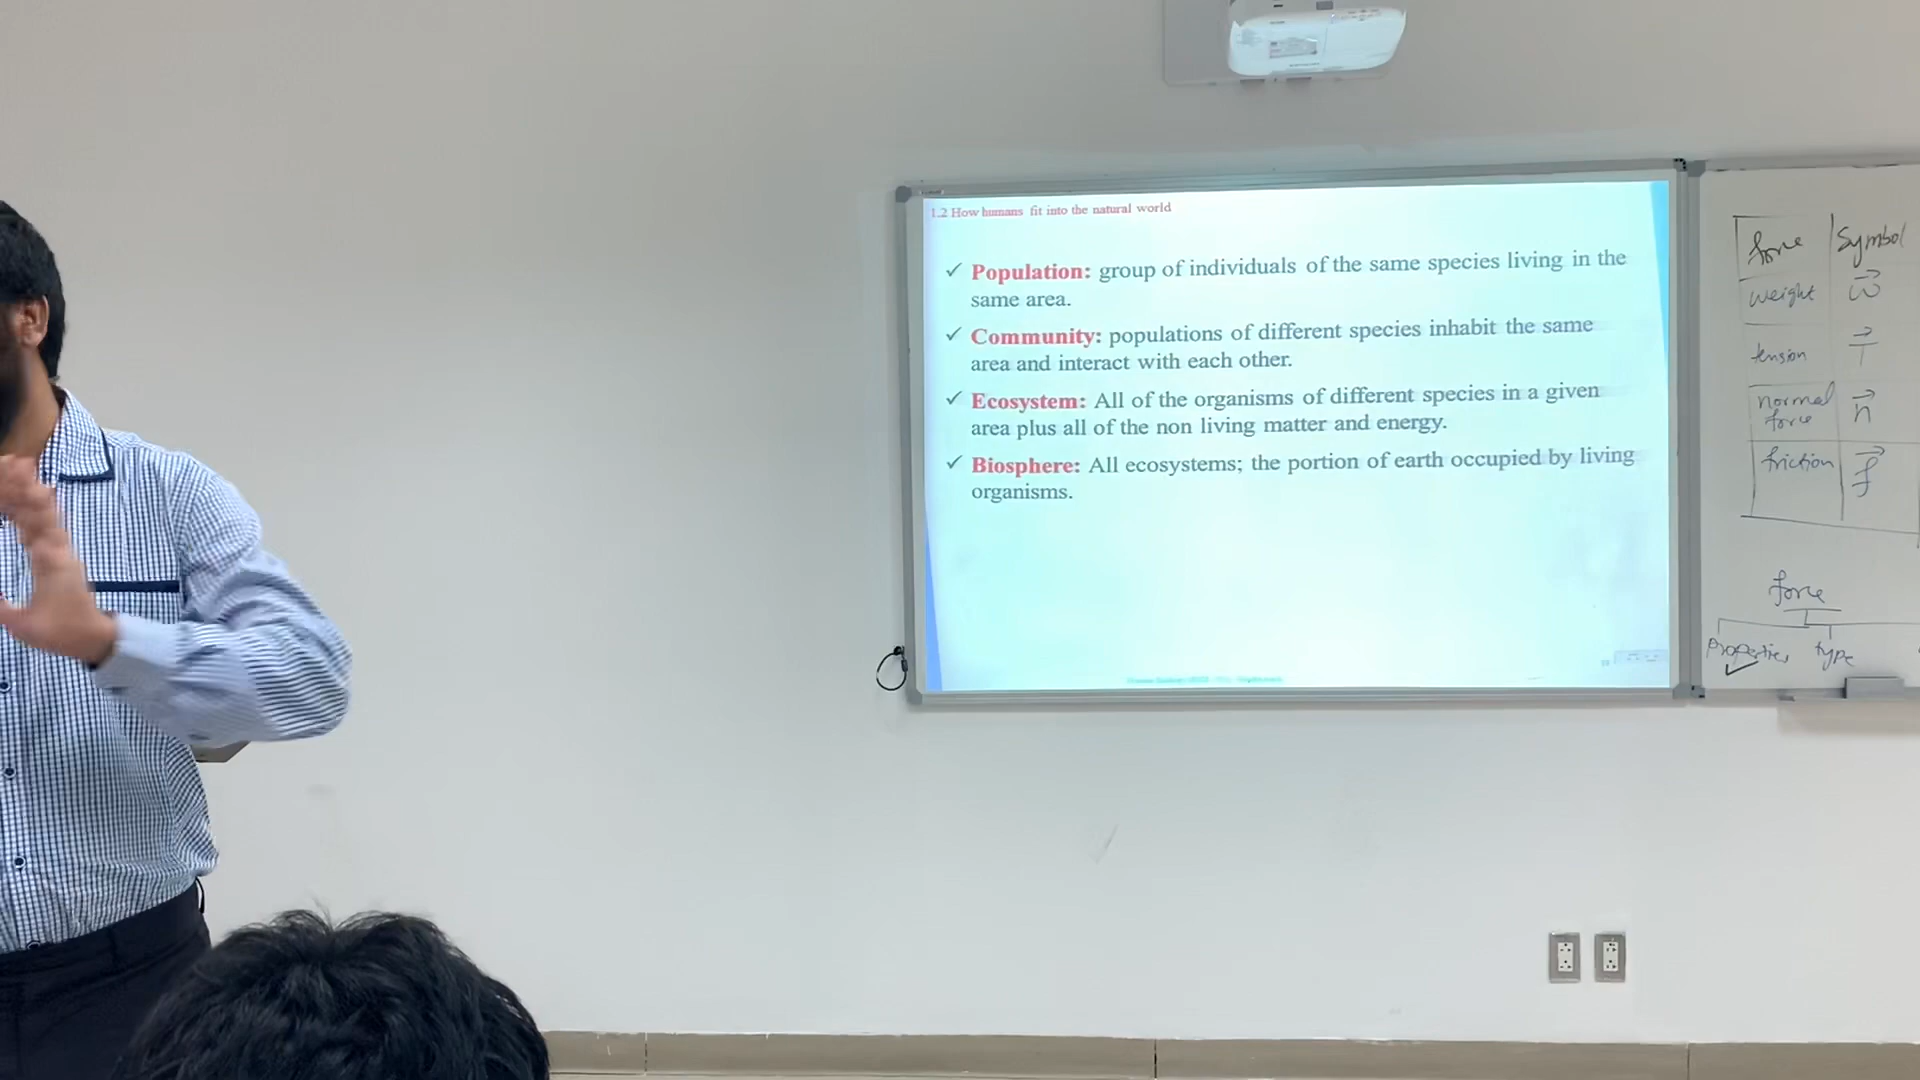 1.2 How humans fit into the natural world
✓ Population: group of individuals of the same species living in the
same area.
✓ Community: populations of different species inhabit the same
area and interact with each other.
✓ Ecosystem: All of the organisms of different species in a given
area plus all of the non living matter and energy.
✓ Biosphere: All ecosystems; the portion of earth occupied by living
organisms.
force Symbol
weight w
tension T
normal n
force
friction f
force
Properties type